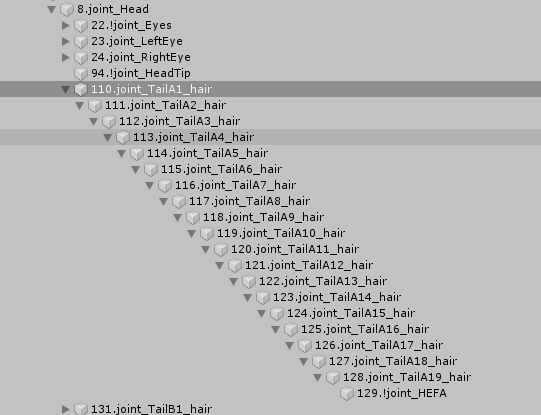 8.joint_Head
22.!joint_Eyes
23.joint_LeftEye
24.joint_RightEye
94.!joint_HeadTip
110.joint_TailA1_hair
111.joint_TailA2_hair
112.joint_TailA3_hair
113.joint_TailA4_hair
114.joint_TailA5_hair
115.joint_TailA6_hair
116.joint_TailA7_hair
117.joint_TailA8_hair
118.joint_TailA9_hair
119.joint_TailA10_hair
120.joint_TailA11_hair
121.joint_TailA12_hair
122.joint_TailA13_hair
123.joint_TailA14_hair
124.joint_TailA15_hair
125.joint_TailA16_hair
126.joint_TailA17_hair
127.joint_TailA18_hair
128.joint_TailA19_hair
129.!joint_HEFA
131.joint_TailB1_hair